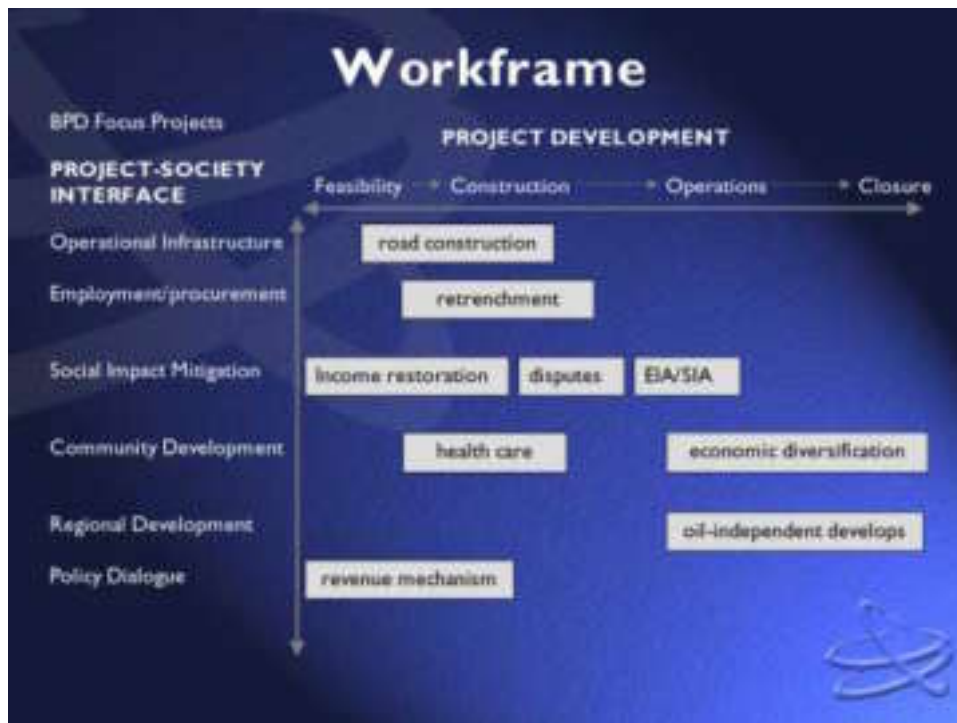 Workframe
BPD Focus Projects
PROJECT DEVELOPMENT
PROJECT-SOCIETY
INTERFACE
Feasibility Construction Operations Closure
Operational Infrastructure road construction
Employment/procurement retrenchment
Social Impact Mitigation Income restoration disputes EIA/SIA
Community Development health care economic diversification
Regional Development oil-independent develops
Policy Dialogue revenue mechanism